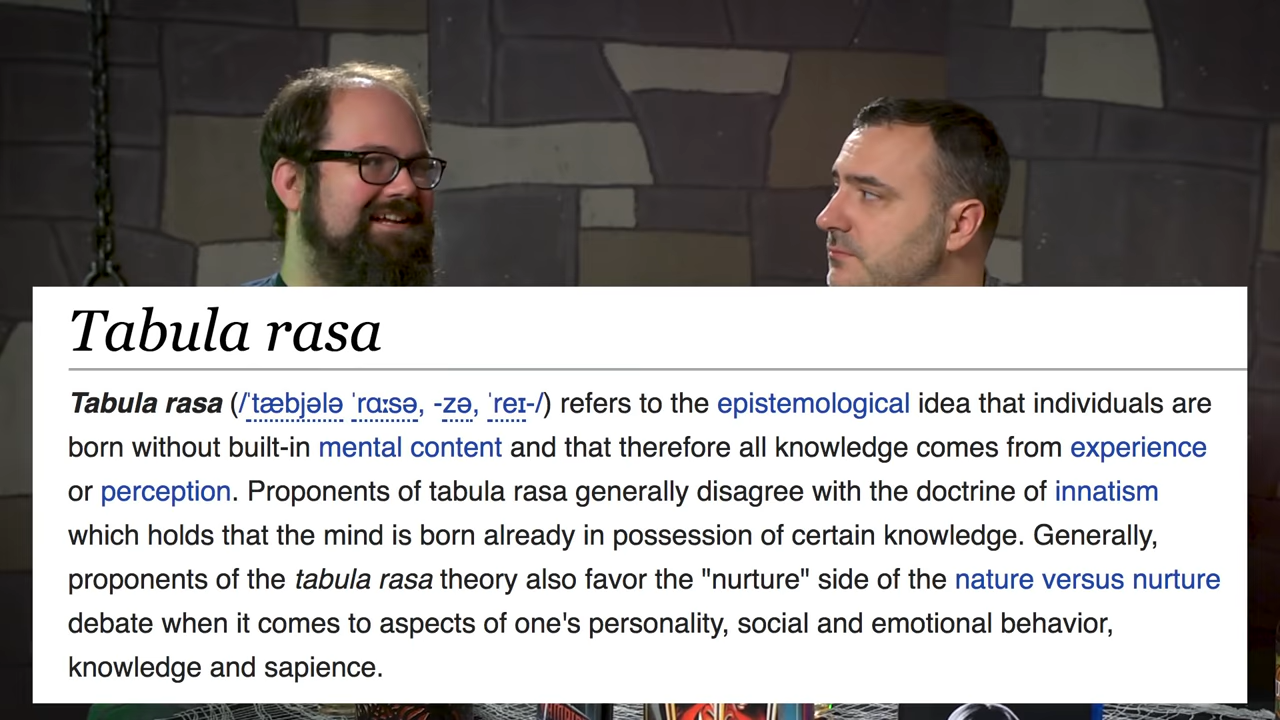 Tabula rasa
Tabula rasa (/ˈtæbjələ ˈrɑːsə, -zə, ˈreɪ-/) refers to the epistemological idea that individuals are
born without built-in mental content and that therefore all knowledge comes from experience
or perception. Proponents of tabula rasa generally disagree with the doctrine of innatism
which holds that the mind is born already in possession of certain knowledge. Generally,
proponents of the tabula rasa theory also favor the "nurture" side of the nature versus nurture
debate when it comes to aspects of one's personality, social and emotional behavior,
knowledge and sapience.